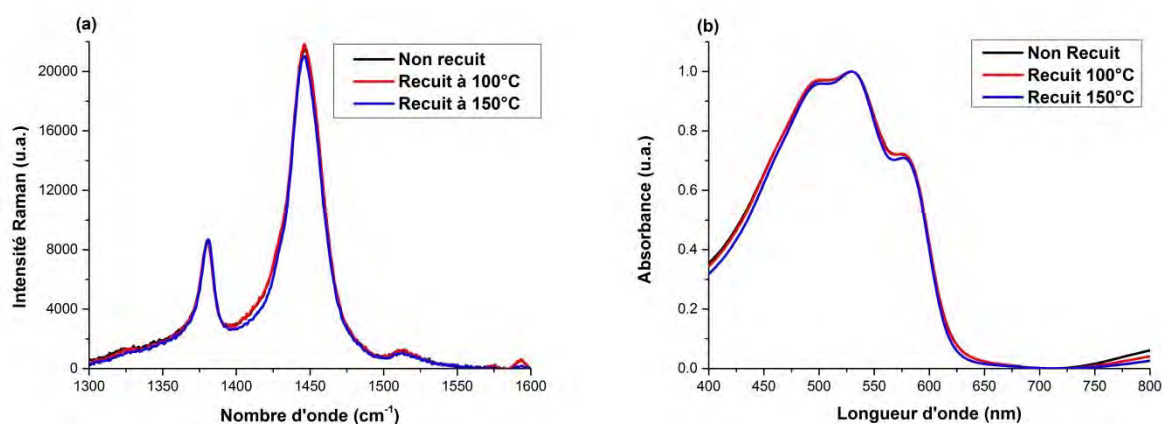 (a)
Non recuit
Recuit à 100°C
Recuit à 150°C
Intensité Raman (u.a.)
20000
16000
12000
8000
4000
0
1300 1350 1400 1450 1500 1550 1600
Nombre d'onde (cm⁻¹)
(b)
Non Recuit
Recuit 100°C
Recuit 150°C
Absorbance (u.a.)
1.0
0.8
0.6
0.4
0.2
0.0
400 450 500 550 600 650 700 750 800
Longueur d'onde (nm)